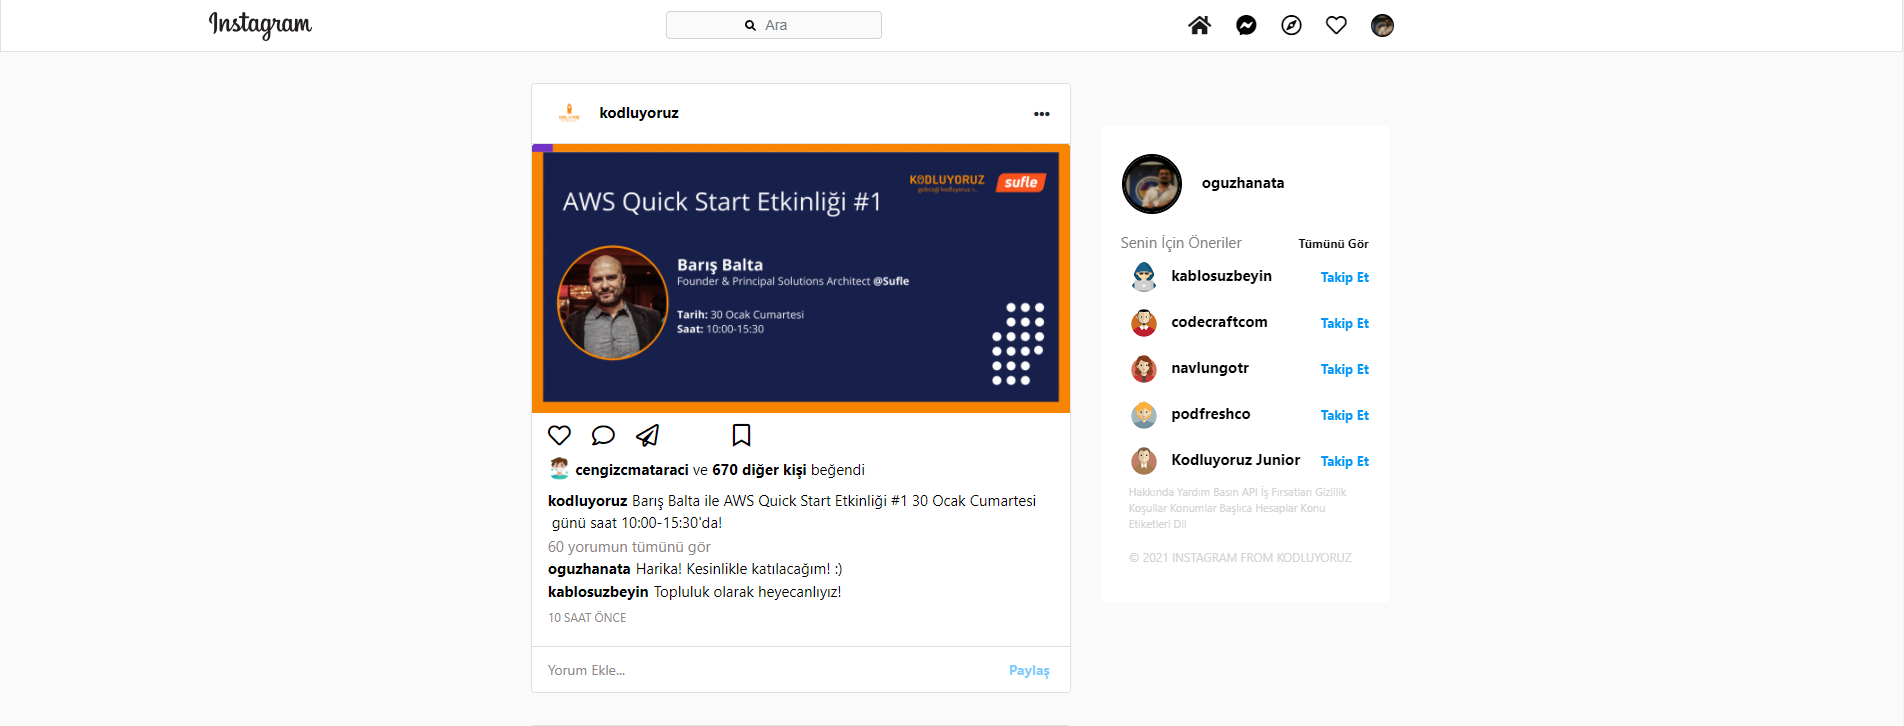 Instagram
Ara
kodluyoruz
KODLUYORUZ
geleceği kodluyoruz
sufle
AWS Quick Start Etkinliği #1
Barış Balta
Founder & Principal Solutions Architect @Sufle
Tarih: 30 Ocak Cumartesi
Saat: 10:00-15:30
cengizcmataraci ve 670 diğer kişi beğendi
kodluyoruz Barış Balta ile AWS Quick Start Etkinliği #1 30 Ocak Cumartesi
günü saat 10:00-15:30'da!
60 yorumun tümünü gör
oguzhanata Harika! Kesinlikle katılacağım! :)
kablosuzbeyin Topluluk olarak heyecanlıyız!
10 SAAT ÖNCE
Yorum Ekle... Paylaş
oguzhanata
Senin İçin Öneriler Tümünü Gör
kablosuzbeyin Takip Et
codecraftcom Takip Et
navlungotr Takip Et
podfreshco Takip Et
Kodluyoruz Junior Takip Et
Hakkında Yardım Basın API İş Fırsatları Gizlilik
Koşullar Konumlar Başlıca Hesaplar Konu
Etiketleri Dil
© 2021 INSTAGRAM FROM KODLUYORUZ